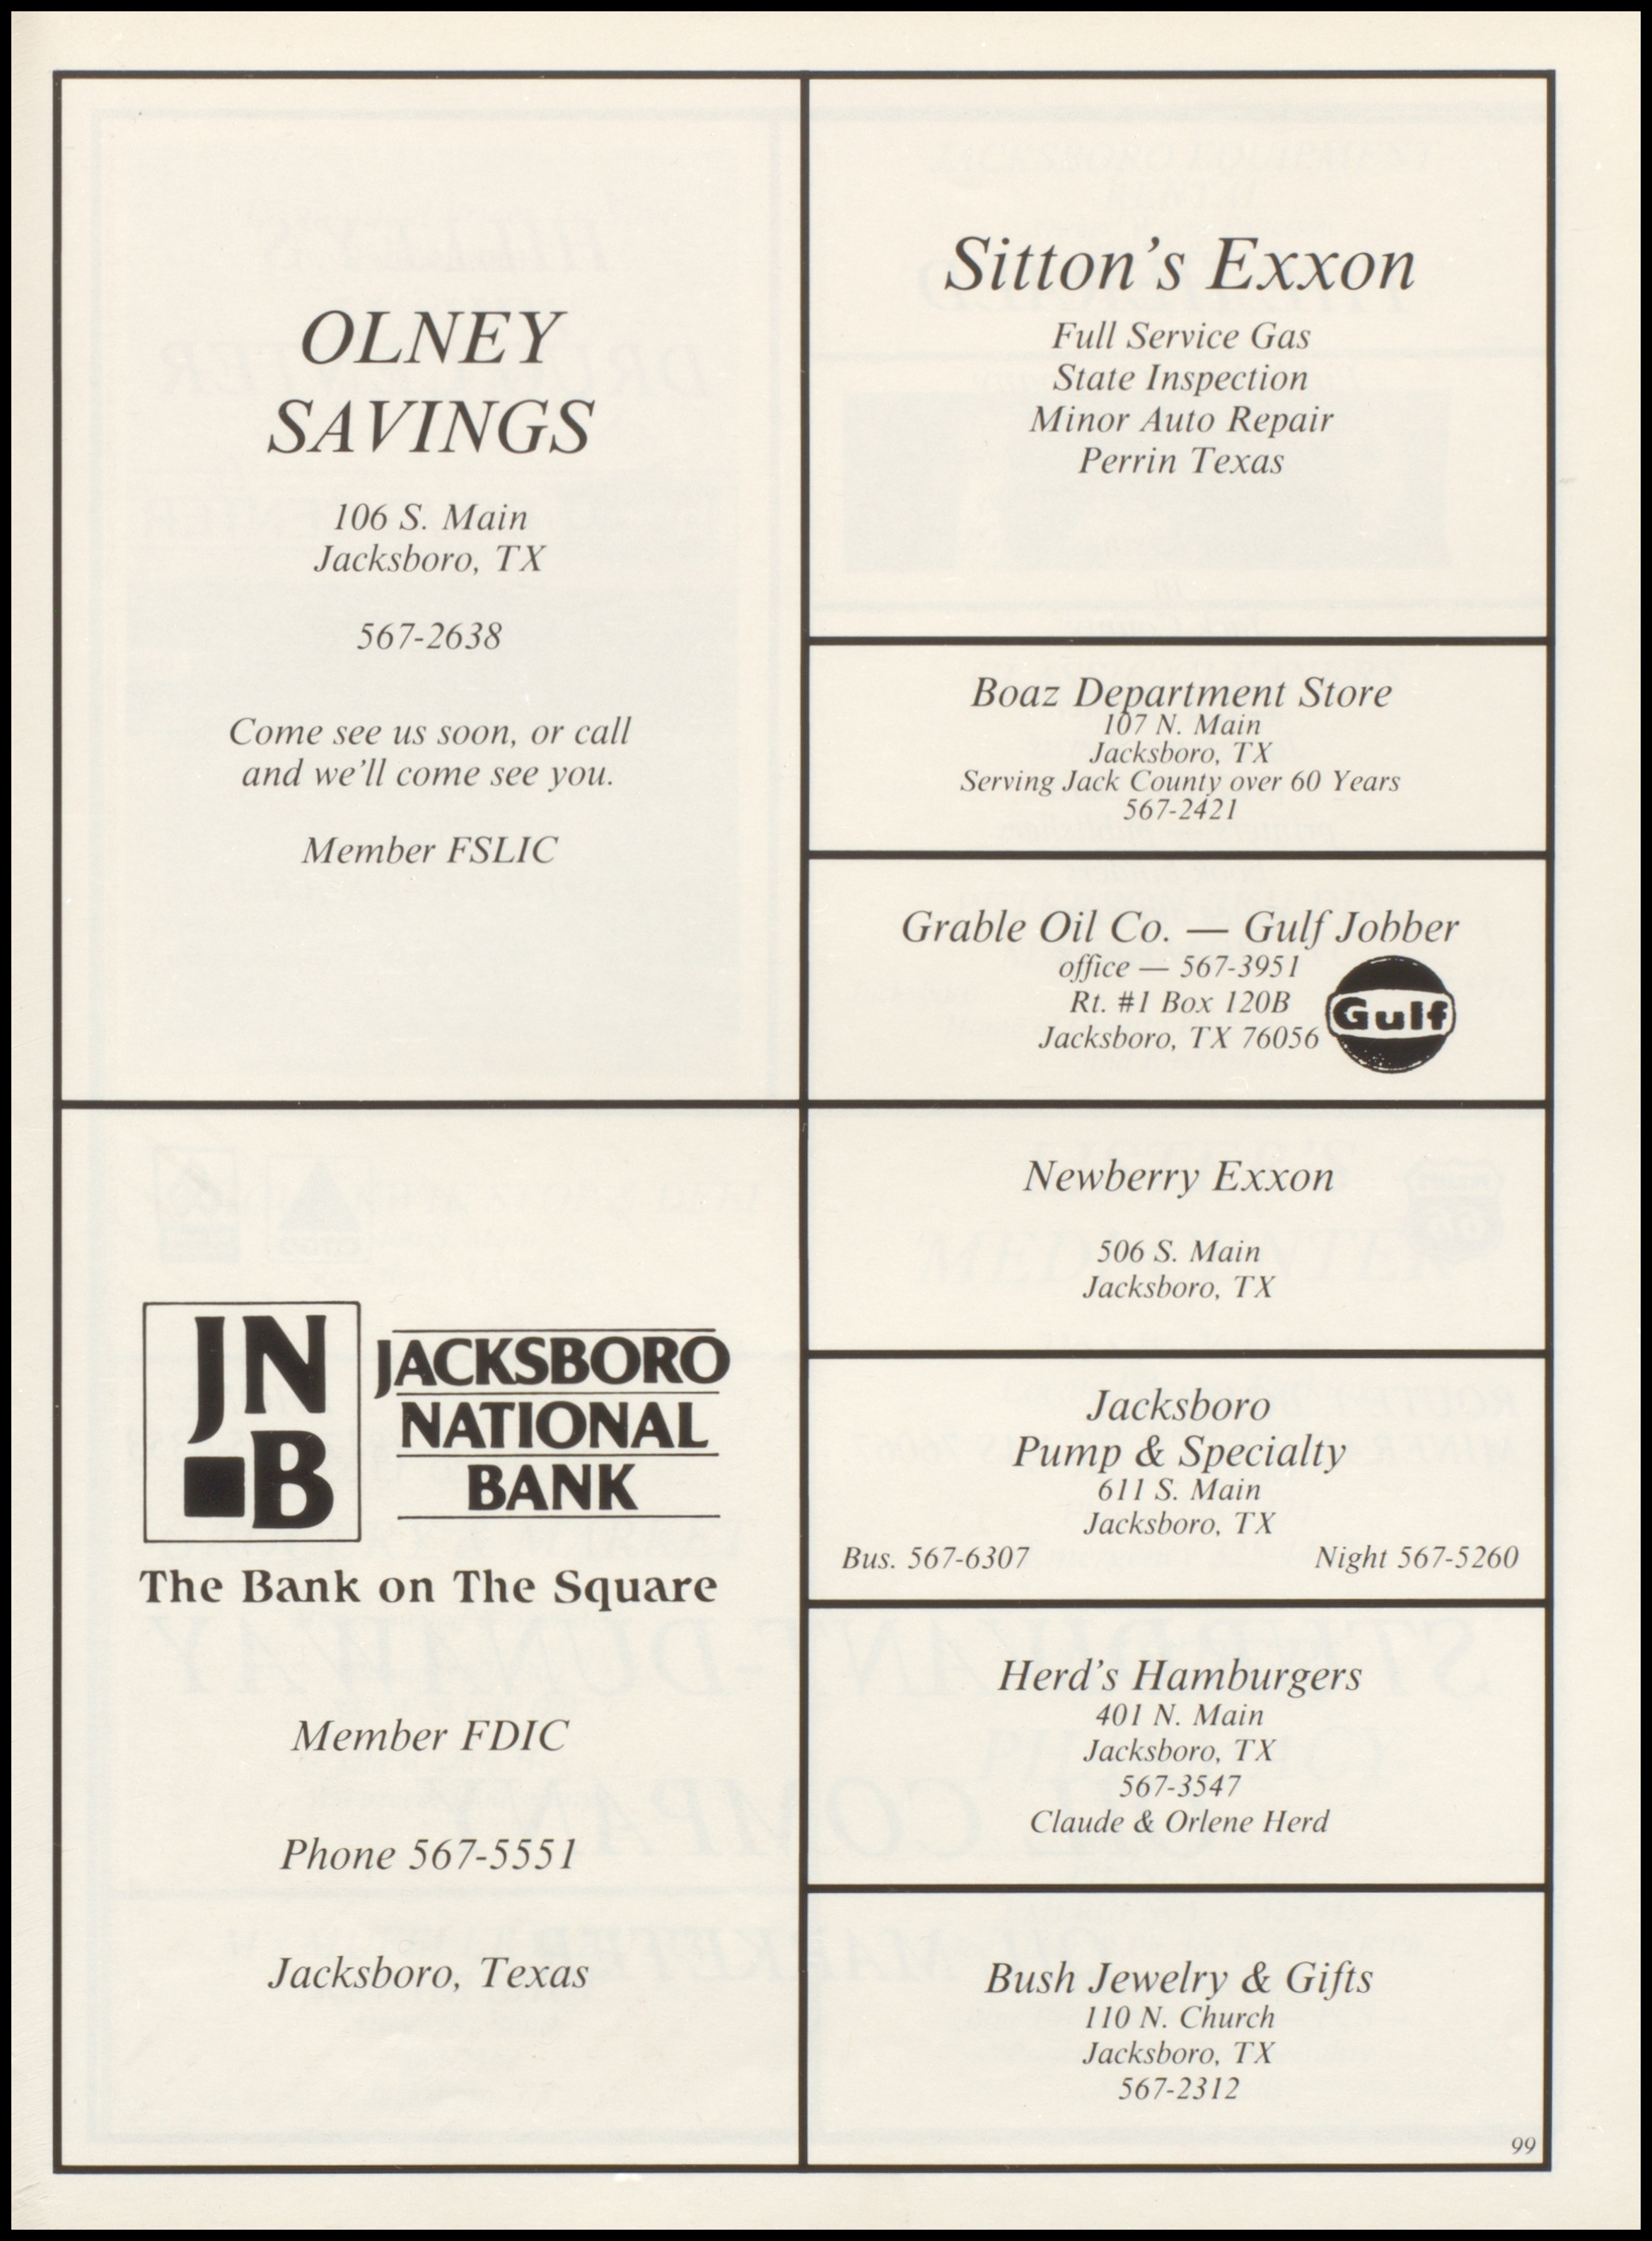 OLNEY
SAVINGS
106 S. Main
Jacksboro, TX
567-2638
Come see us soon, or call
and we'll come see you.
Member FSLIC
JN
B
JACKSBORO
NATIONAL
BANK
The Bank on The Square
Member FDIC
Phone 567-5551
Jacksboro, Texas
Sitton's Exxon
Full Service Gas
State Inspection
Minor Auto Repair
Perrin Texas
Boaz Department Store
107 N. Main
Jacksboro, TX
Serving Jack County over 60 Years
567-2421
Grable Oil Co. — Gulf Jobber
office — 567-3951
Rt. #1 Box 120B
Jacksboro, TX 76056
Gulf
Newberry Exxon
506 S. Main
Jacksboro, TX
Jacksboro
Pump & Specialty
611 S. Main
Jacksboro, TX
Bus. 567-6307 Night 567-5260
Herd's Hamburgers
401 N. Main
Jacksboro, TX
567-3547
Claude & Orlene Herd
Bush Jewelry & Gifts
110 N. Church
Jacksboro, TX
567-2312
99